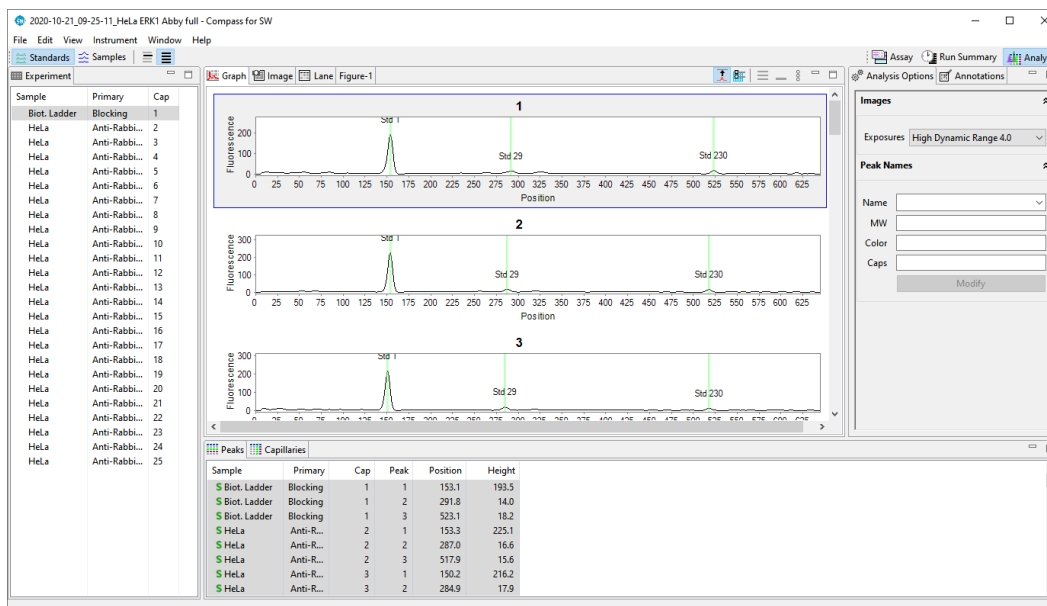 2020-10-21_09-25-11_HeLa ERK1 Abby full - Compass for SW
File Edit View Instrument Window Help
Standards Samples
Assay Run Summary Analy
Experiment
Sample Primary Cap
Biot. Ladder Blocking 1
HeLa Anti-Rabbi... 2
HeLa Anti-Rabbi... 3
HeLa Anti-Rabbi... 4
HeLa Anti-Rabbi... 5
HeLa Anti-Rabbi... 6
HeLa Anti-Rabbi... 7
HeLa Anti-Rabbi... 8
HeLa Anti-Rabbi... 9
HeLa Anti-Rabbi... 10
HeLa Anti-Rabbi... 11
HeLa Anti-Rabbi... 12
HeLa Anti-Rabbi... 13
HeLa Anti-Rabbi... 14
HeLa Anti-Rabbi... 15
HeLa Anti-Rabbi... 16
HeLa Anti-Rabbi... 17
HeLa Anti-Rabbi... 18
HeLa Anti-Rabbi... 19
HeLa Anti-Rabbi... 20
HeLa Anti-Rabbi... 21
HeLa Anti-Rabbi... 22
HeLa Anti-Rabbi... 23
HeLa Anti-Rabbi... 24
HeLa Anti-Rabbi... 25
Graph Image Lane Figure-1
1
Std 1
Std 29 Std 230
Fluorescence
200
100
0
0 25 50 75 100 125 150 175 200 225 250 275 300 325 350 375 400 425 450 475 500 525 550 575 600 625
Position
2
Std 1
Std 29 Std 230
Fluorescence
300
200
100
0
0 25 50 75 100 125 150 175 200 225 250 275 300 325 350 375 400 425 450 475 500 525 550 575 600 625
Position
3
Std 1
Std 29 Std 230
Fluorescence
300
200
100
0
Analysis Options Annotations
Images
Exposures High Dynamic Range 4.0
Peak Names
Name
MW
Color
Caps
Modify
Peaks Capillaries
Sample Primary Cap Peak Position Height
S Biot. Ladder Blocking 1 1 153.1 193.5
S Biot. Ladder Blocking 1 2 291.8 14.0
S Biot. Ladder Blocking 1 3 523.1 18.2
S HeLa Anti-R... 2 1 153.3 225.1
S HeLa Anti-R... 2 2 287.0 16.6
S HeLa Anti-R... 2 3 517.9 15.6
S HeLa Anti-R... 3 1 150.2 216.2
S HeLa Anti-R... 3 2 284.9 17.9